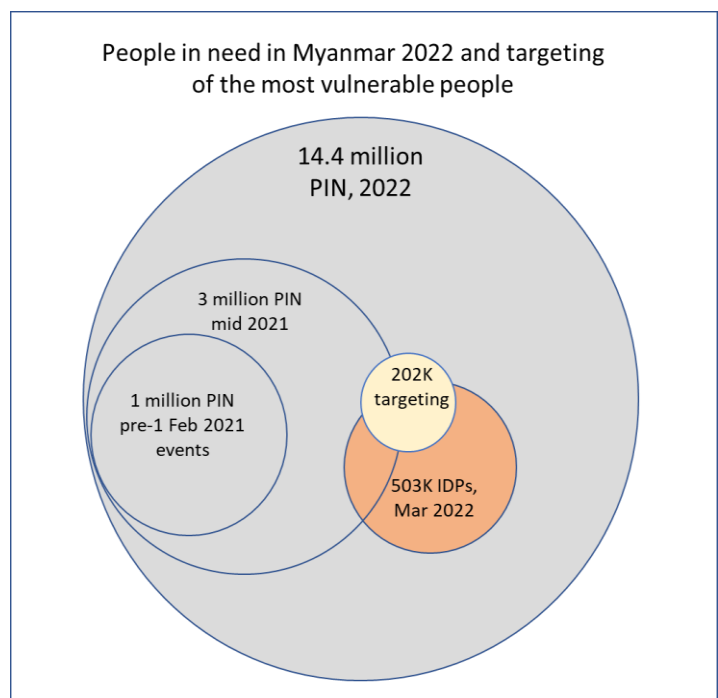 People in need in Myanmar 2022 and targeting
of the most vulnerable people
14.4 million
PIN, 2022
3 million PIN
mid 2021
1 million PIN
pre-1 Feb 2021
events
202K
targeting
503K IDPs,
Mar 2022